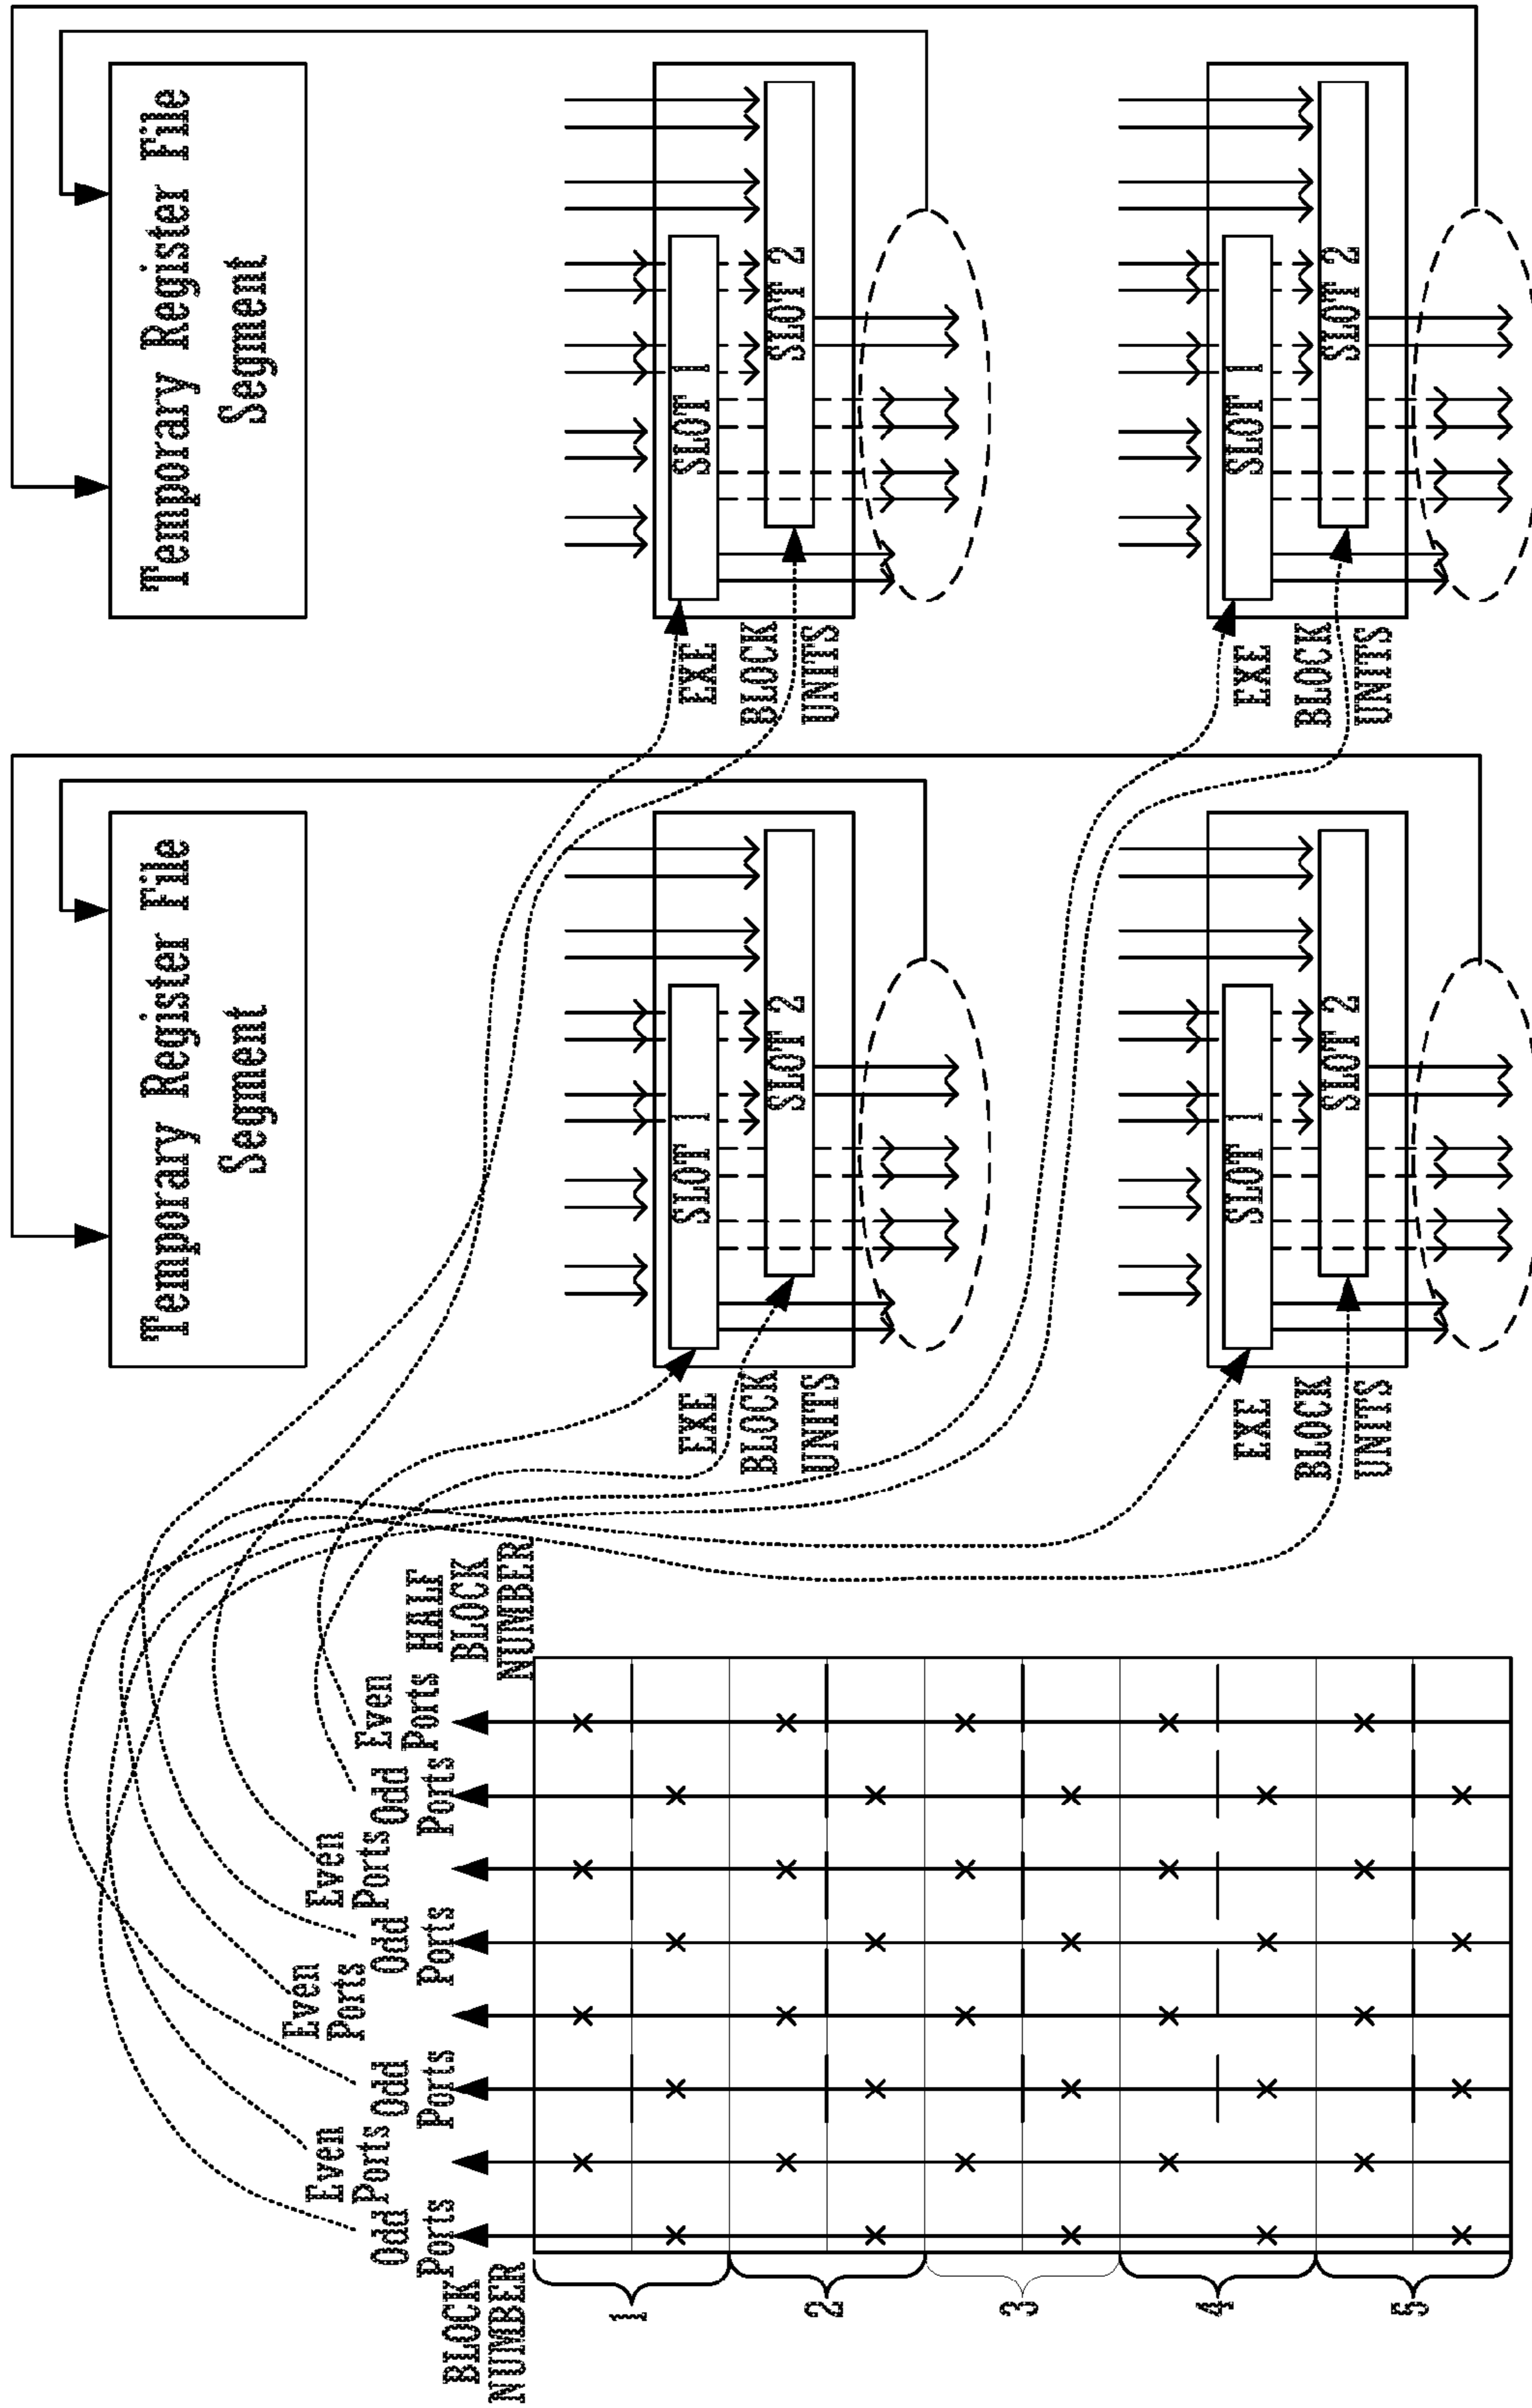 Temporary Register File
Segment
Temporary Register File
Segment
SLOT 1
SLOT 2
EXE
BLOCK
UNITS
SLOT 1
SLOT 2
EXE
BLOCK
UNITS
SLOT 1
SLOT 2
EXE
BLOCK
UNITS
SLOT 1
SLOT 2
EXE
BLOCK
UNITS
BLOCK
NUMBER
Odd
Ports
Even
Ports
Odd
Ports
Even
Ports
Odd
Ports
Even
Ports
Odd
Ports
Even
Ports
HALF
BLOCK
NUMBER
1
2
3
4
5